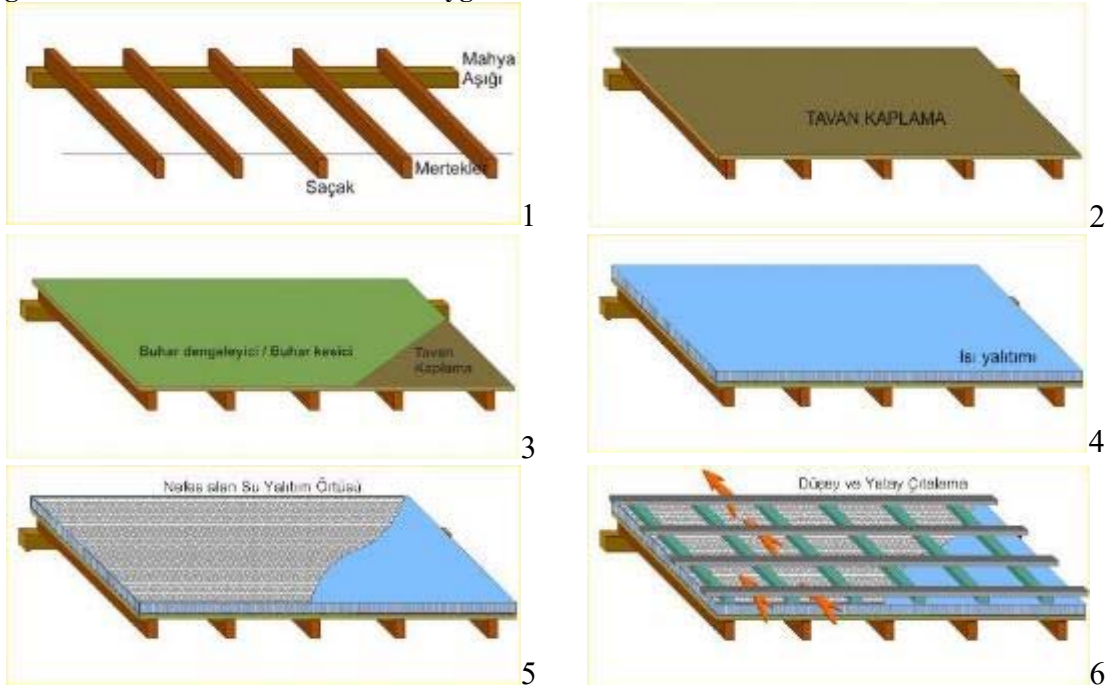 Mahya
Aşığı
Mertekler
Saçak
1
TAVAN KAPLAMA
2
Buhar dengeleyici / Buhar kesici
Tavan
Kaplama
3
Isı yalıtımı
4
Nefes alan Su Yalıtım Örtüsü
5
Düşey ve Yatay Çıtalama
6